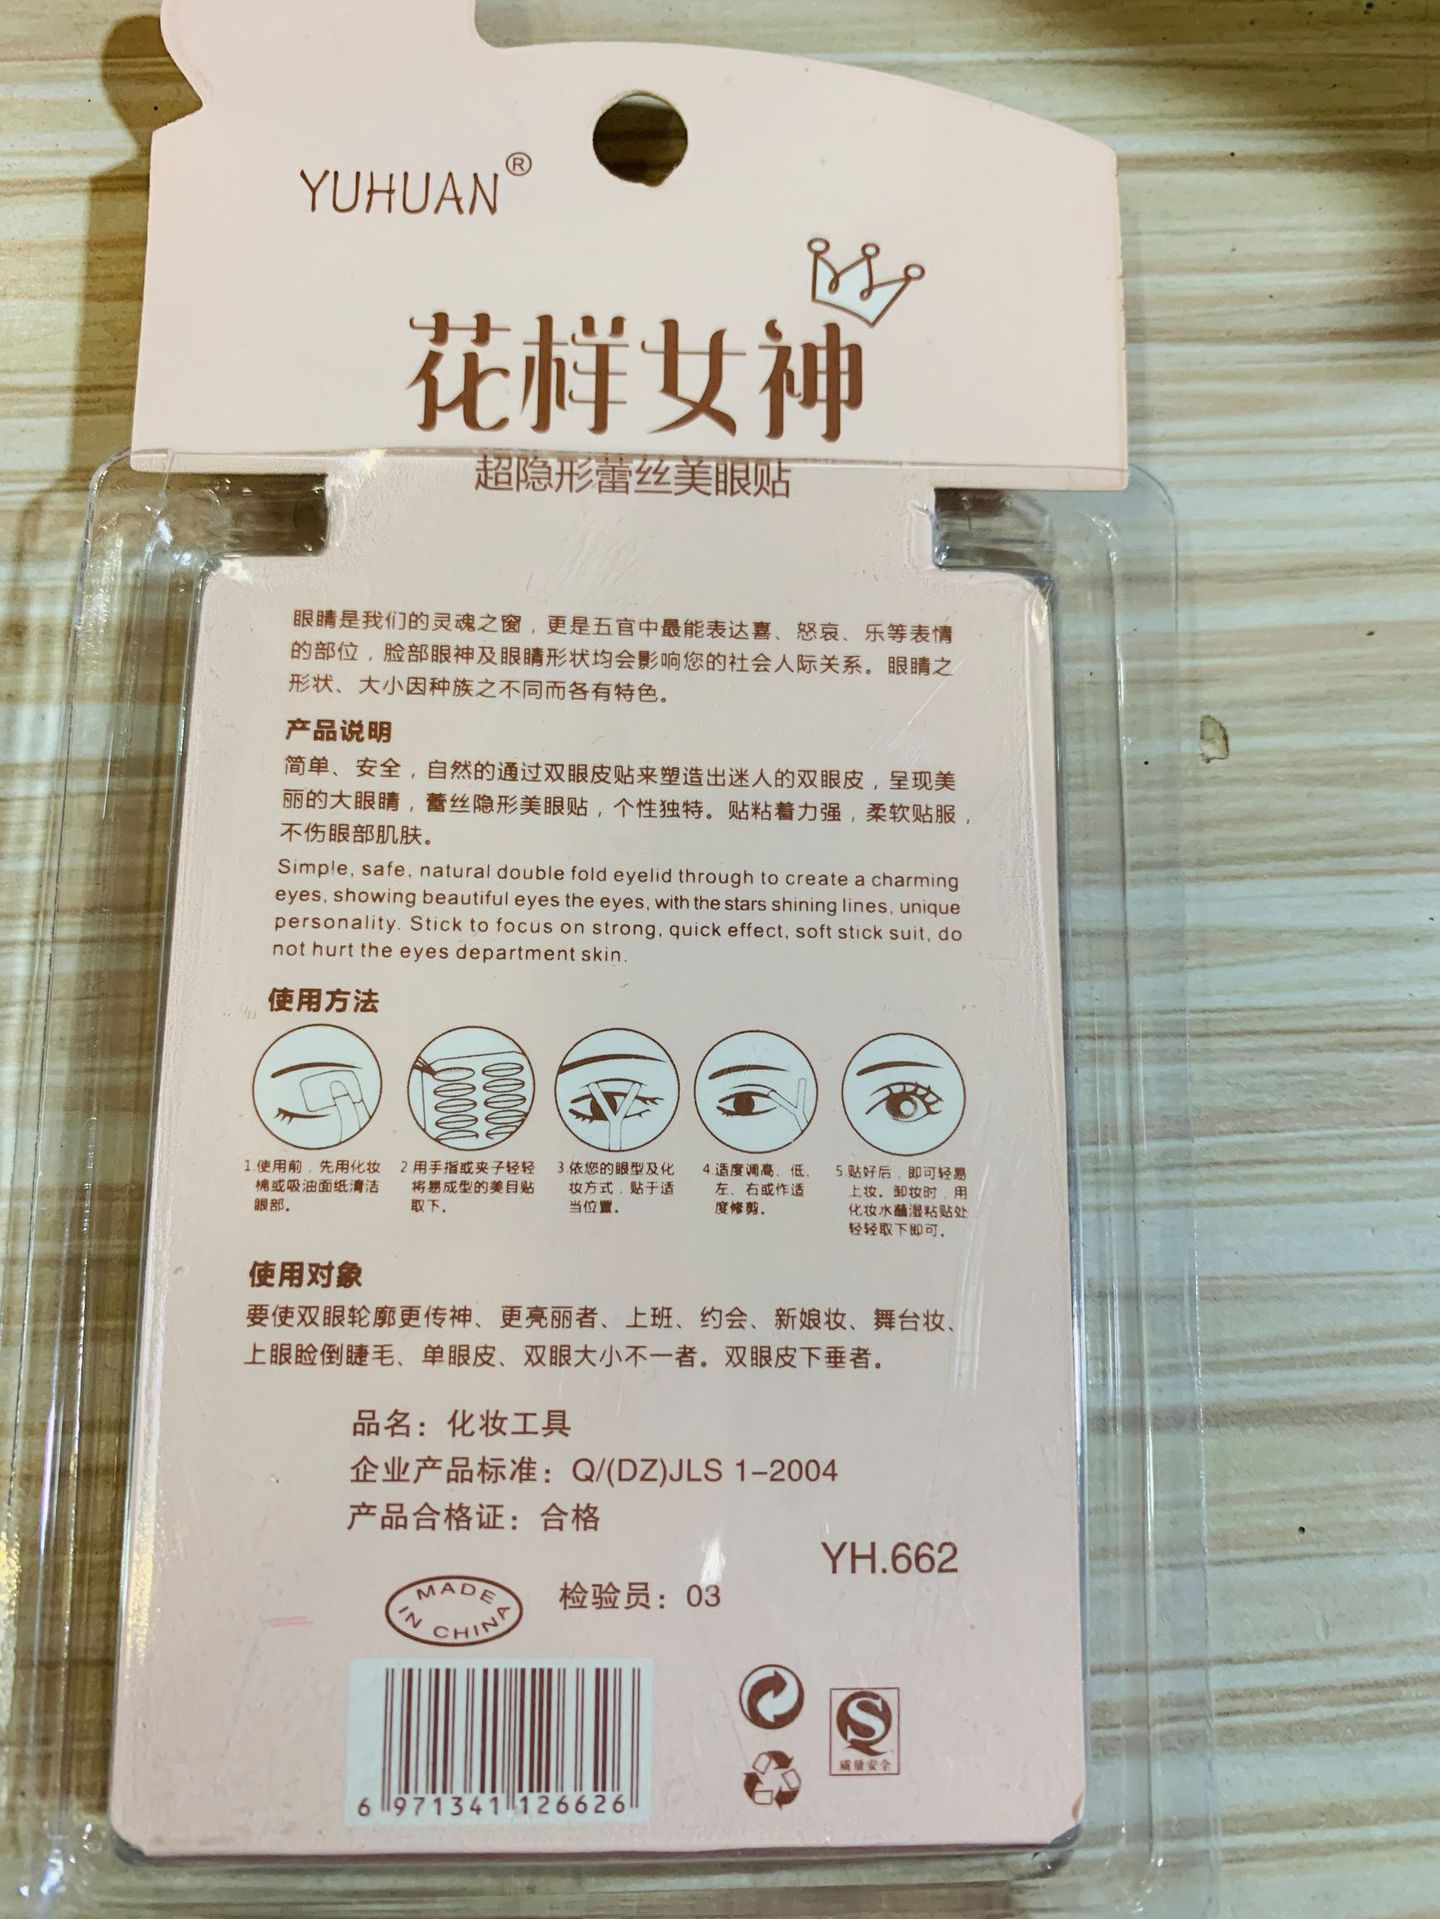 YUHUAN®
花样女神
超隐形蕾丝美眼贴
眼睛是我们的灵魂之窗，更是五官中最能表达喜、怒哀、乐等表情
的部位，脸部眼神及眼睛形状均会影响您的社会人际关系。眼睛之
形状、大小因种族之不同而各有特色。
产品说明
简单、安全，自然的通过双眼皮贴来塑造出迷人的双眼皮，呈现美
丽的大眼睛，蕾丝隐形美眼贴，个性独特。贴粘着力强，柔软贴服，
不伤眼部肌肤。
Simple, safe, natural double fold eyelid through to create a charming
eyes, showing beautiful eyes the eyes, with the stars shining lines, unique
personality. Stick to focus on strong, quick effect, soft stick suit, do
not hurt the eyes department skin.
使用方法
1.使用前，先用化妆
棉或吸油面纸清洁
眼部。
2.用手指或夹子轻轻
将易成型的美目贴
取下。
3.依您的眼型及化
妆方式，贴于适
当位置。
4.适度调高、低、
左、右或作适
度修剪。
5.贴好后，即可轻易
上妆。卸妆时，用
化妆水蘸湿粘贴处
轻轻取下即可。
使用对象
要使双眼轮廓更传神、更亮丽者、上班、约会、新娘妆、舞台妆、
上眼睑倒睫毛、单眼皮、双眼大小不一者。双眼皮下垂者。
品名：化妆工具
企业产品标准：Q/(DZ)JLS 1-2004
产品合格证：合格
YH.662
MADE IN CHINA
检验员：03
6 971341 126626
质量安全